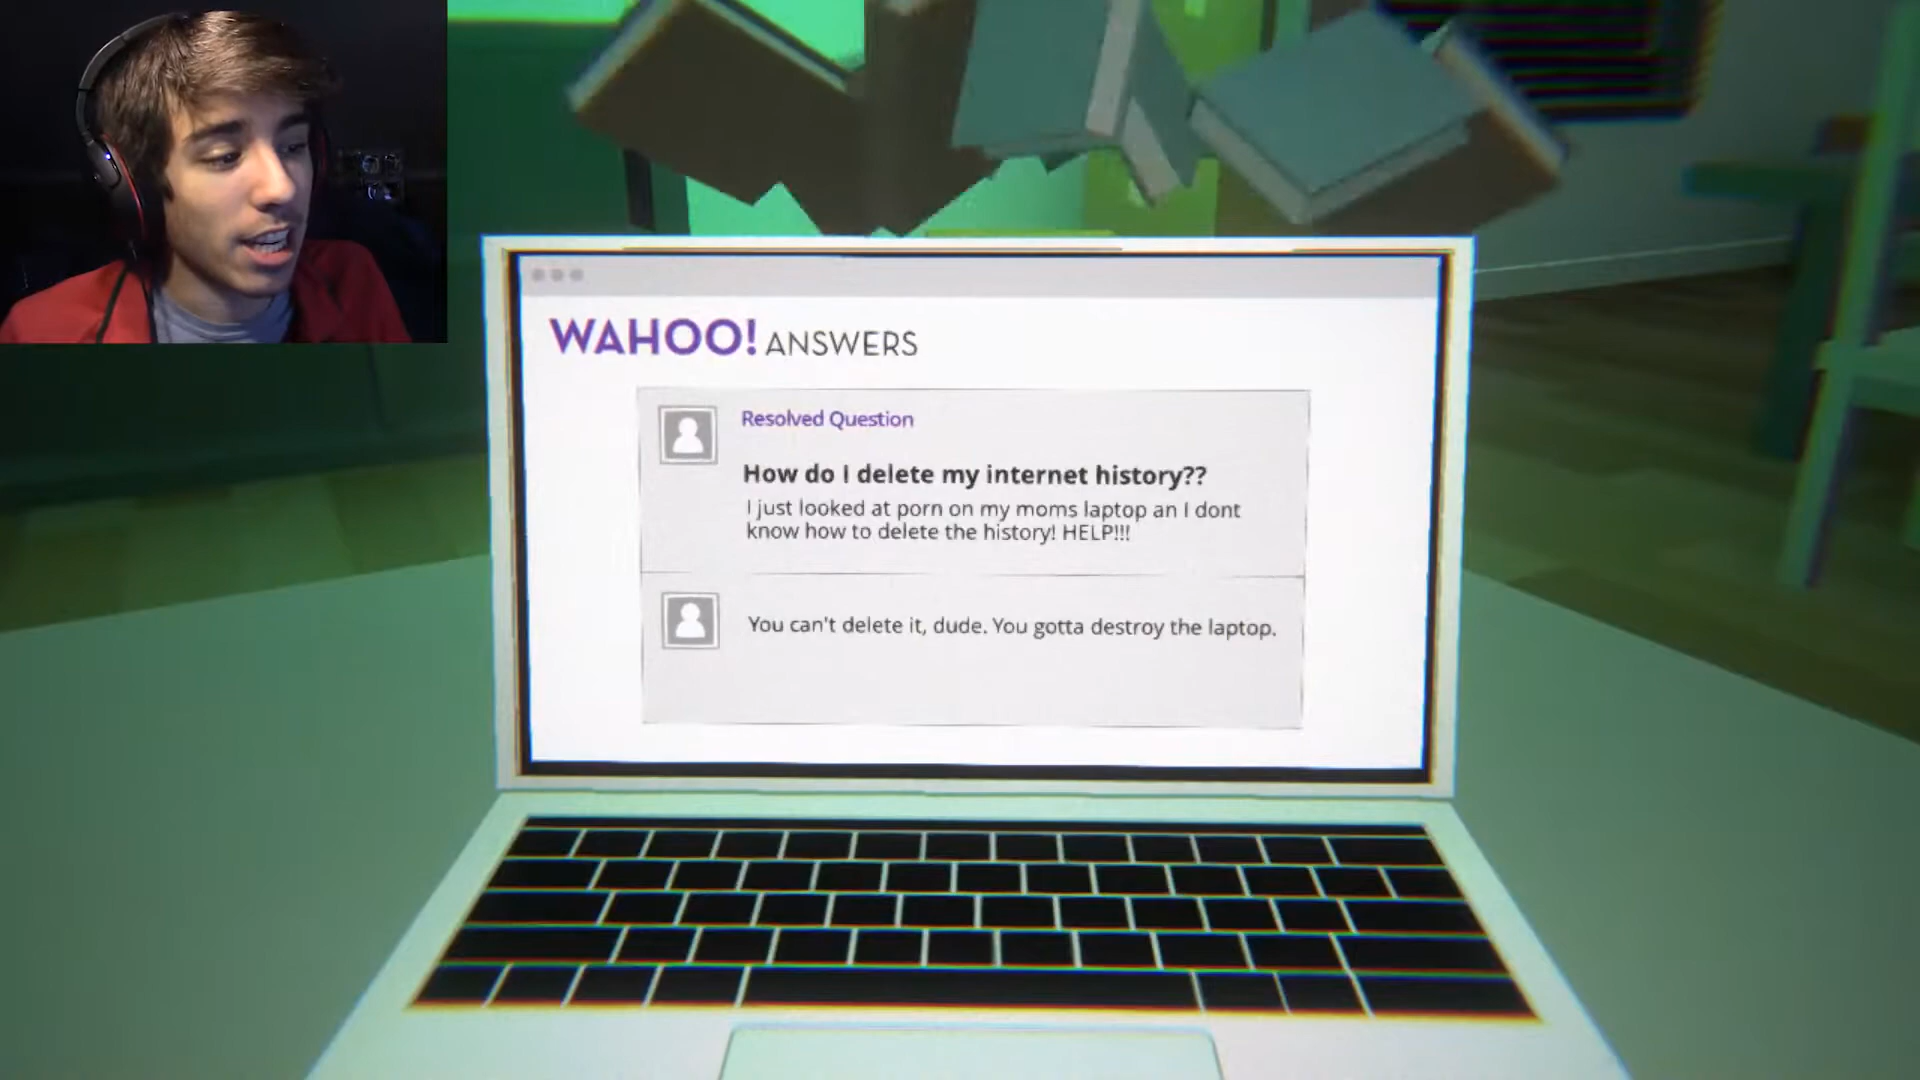 WAHOO! ANSWERS
Resolved Question
How do I delete my internet history??
I just looked at porn on my moms laptop an I dont
know how to delete the history! HELP!!!
You can't delete it, dude. You gotta destroy the laptop.